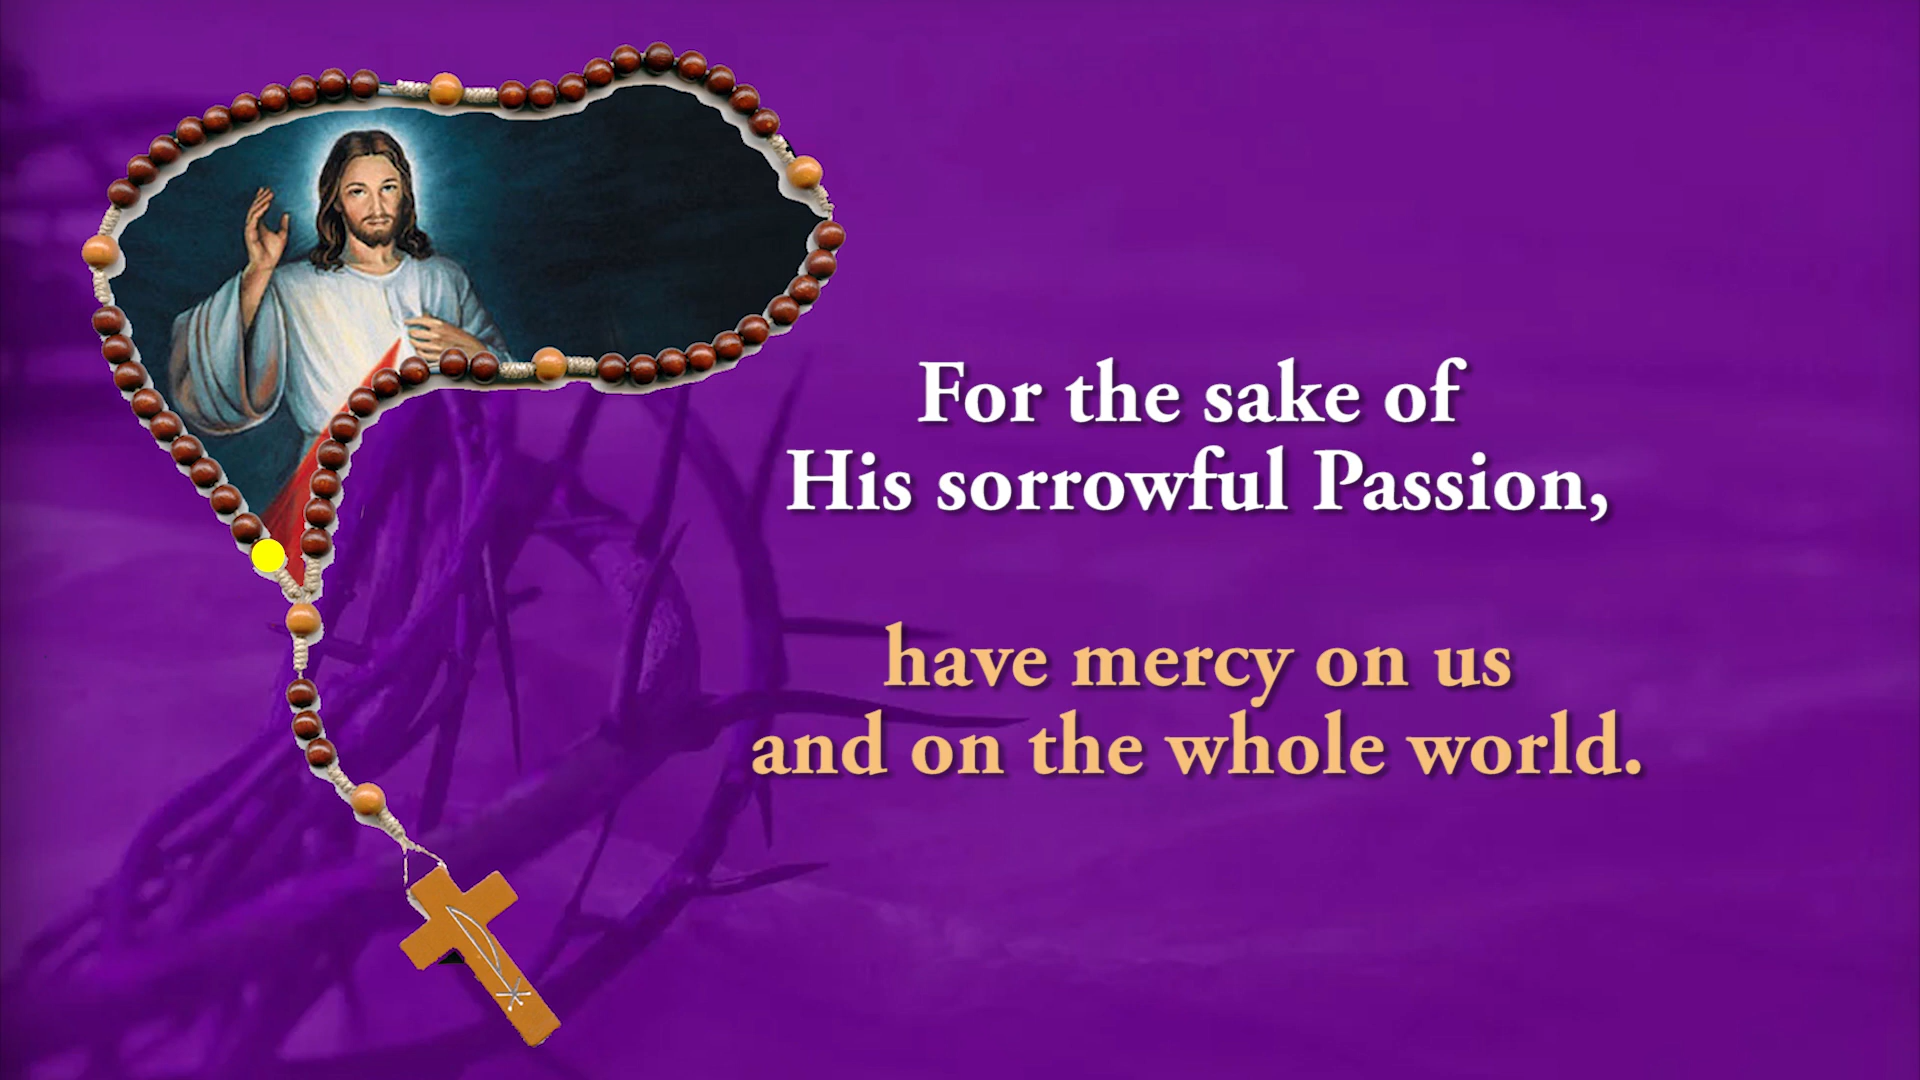 For the sake of
His sorrowful Passion,
have mercy on us
and on the whole world.